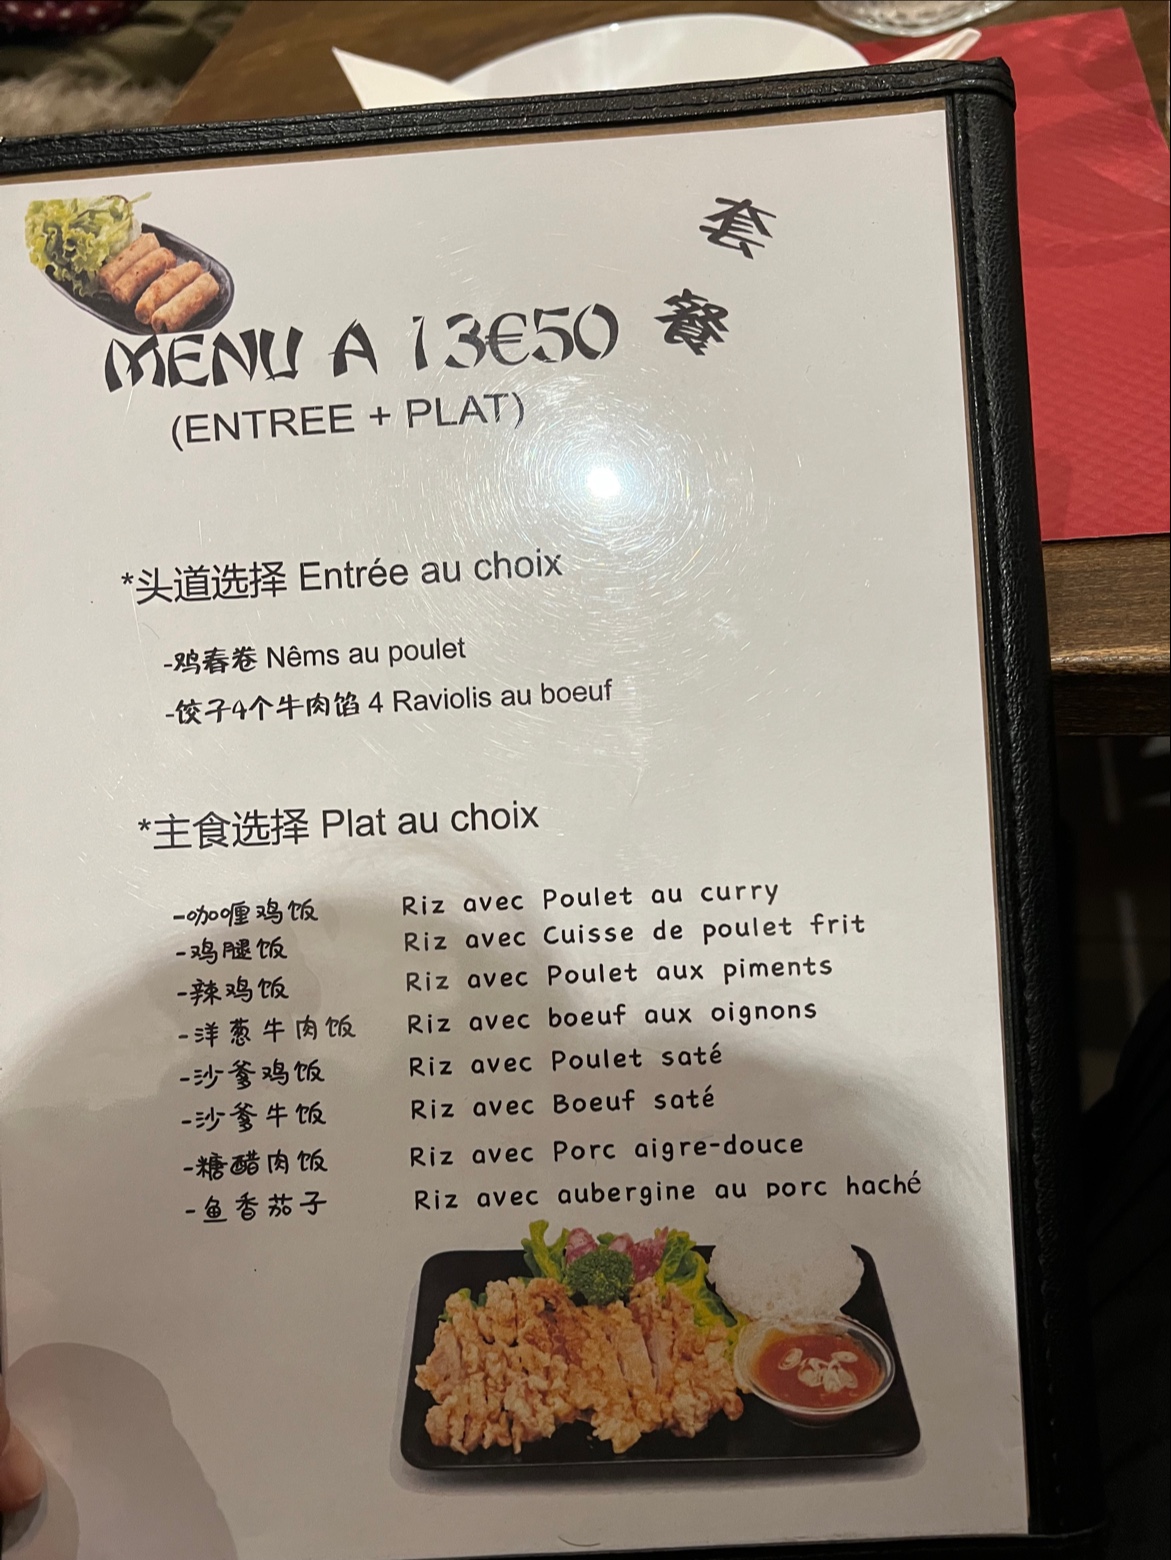 套
餐
MENU A 13€50
(ENTREE + PLAT)
*头道选择 Entrée au choix
-鸡春卷 Nêms au poulet
-饺子4个牛肉馅 4 Raviolis au boeuf
*主食选择 Plat au choix
-咖喱鸡饭 Riz avec Poulet au curry
-鸡腿饭 Riz avec Cuisse de poulet frit
-辣鸡饭 Riz avec Poulet aux piments
-洋葱牛肉饭 Riz avec boeuf aux oignons
-沙爹鸡饭 Riz avec Poulet saté
-沙爹牛饭 Riz avec Boeuf saté
-糖醋肉饭 Riz avec Porc aigre-douce
-鱼香茄子 Riz avec aubergine au porc haché